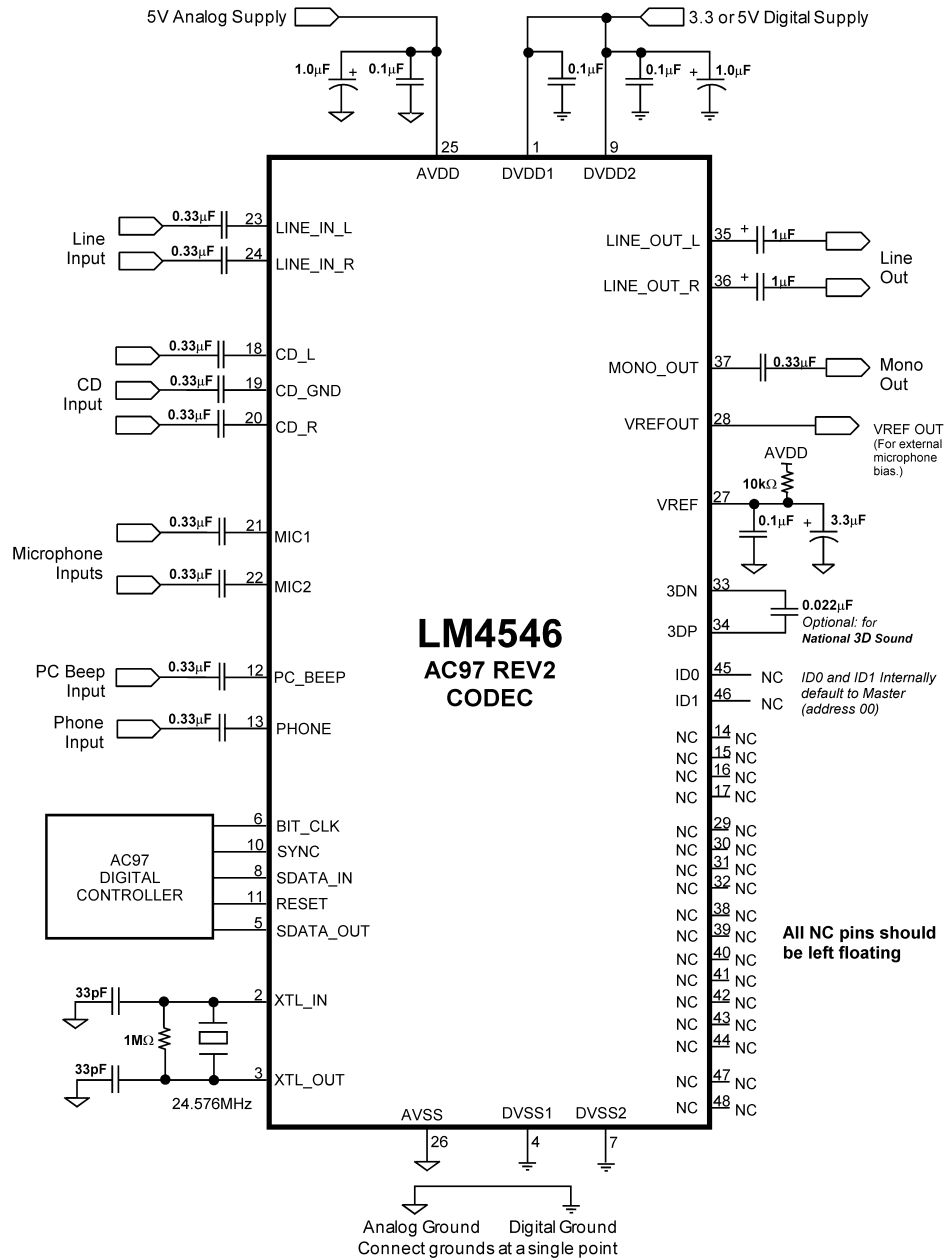 5V Analog Supply
3.3 or 5V Digital Supply
1.0µF +
0.1µF
0.1µF
0.1µF
+ 1.0µF
25
1
9
AVDD
DVDD1
DVDD2
Line
Input
0.33µF
23
LINE_IN_L
0.33µF
24
LINE_IN_R
LINE_OUT_L
35
+
1µF
LINE_OUT_R
36
+
1µF
Line
Out
CD
Input
0.33µF
18
CD_L
0.33µF
19
CD_GND
0.33µF
20
CD_R
MONO_OUT
37
0.33µF
Mono
Out
VREFOUT
28
VREF OUT
(For external
microphone
bias.)
AVDD
10kΩ
VREF
27
0.1µF
+
3.3µF
Microphone
Inputs
0.33µF
21
MIC1
0.33µF
22
MIC2
3DN
33
3DP
34
0.022µF
Optional: for
National 3D Sound
LM4546
AC97 REV2
CODEC
PC Beep
Input
0.33µF
12
PC_BEEP
Phone
Input
0.33µF
13
PHONE
ID0
45
NC
ID1
46
NC
ID0 and ID1 Internally
default to Master
(address 00)
NC 14 NC
NC 15 NC
NC 16 NC
NC 17 NC
NC 29 NC
NC 30 NC
NC 31 NC
NC 32 NC
NC 38 NC
NC 39 NC
NC 40 NC
NC 41 NC
NC 42 NC
NC 43 NC
NC 44 NC
NC 47 NC
NC 48 NC
All NC pins should
be left floating
AC97
DIGITAL
CONTROLLER
6
BIT_CLK
10
SYNC
8
SDATA_IN
11
RESET
5
SDATA_OUT
33pF
2
XTL_IN
1MΩ
33pF
3
XTL_OUT
24.576MHz
AVSS
DVSS1
DVSS2
26
4
7
Analog Ground
Digital Ground
Connect grounds at a single point